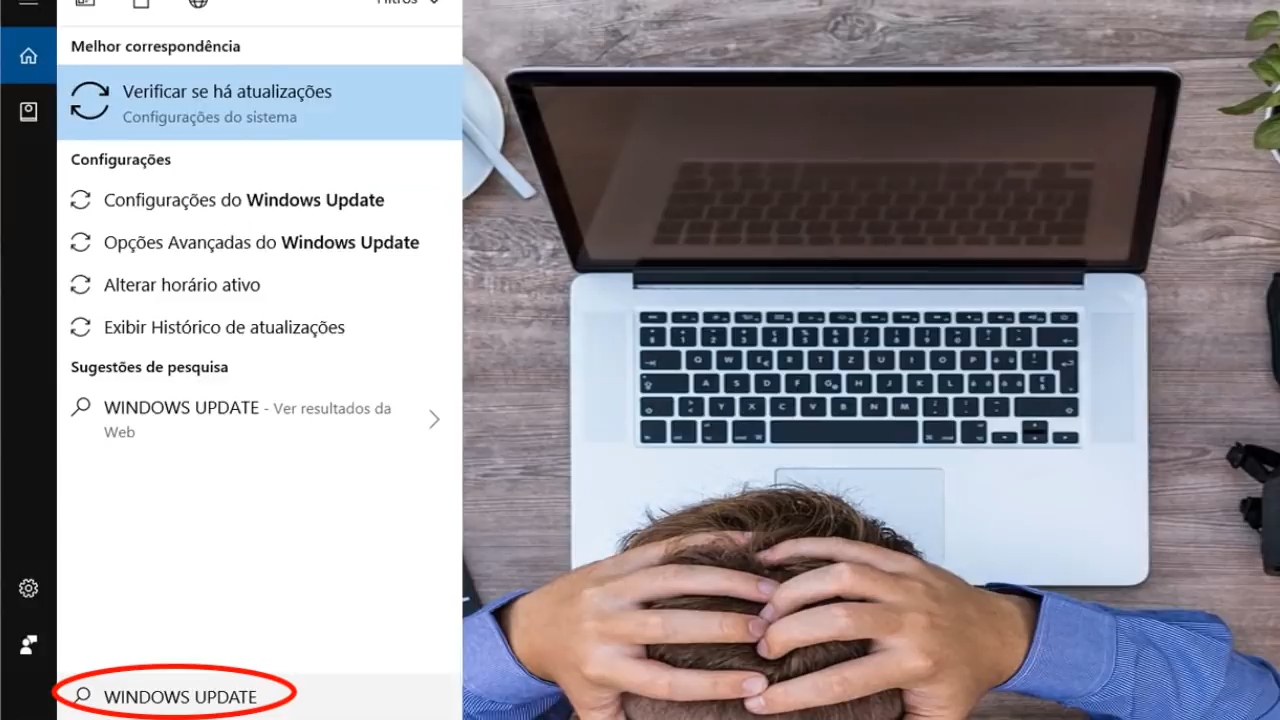 Filtros
Melhor correspondência
Verificar se há atualizações
Configurações do sistema
Configurações
Configurações do Windows Update
Opções Avançadas do Windows Update
Alterar horário ativo
Exibir Histórico de atualizações
Sugestões de pesquisa
WINDOWS UPDATE - Ver resultados da
Web
WINDOWS UPDATE